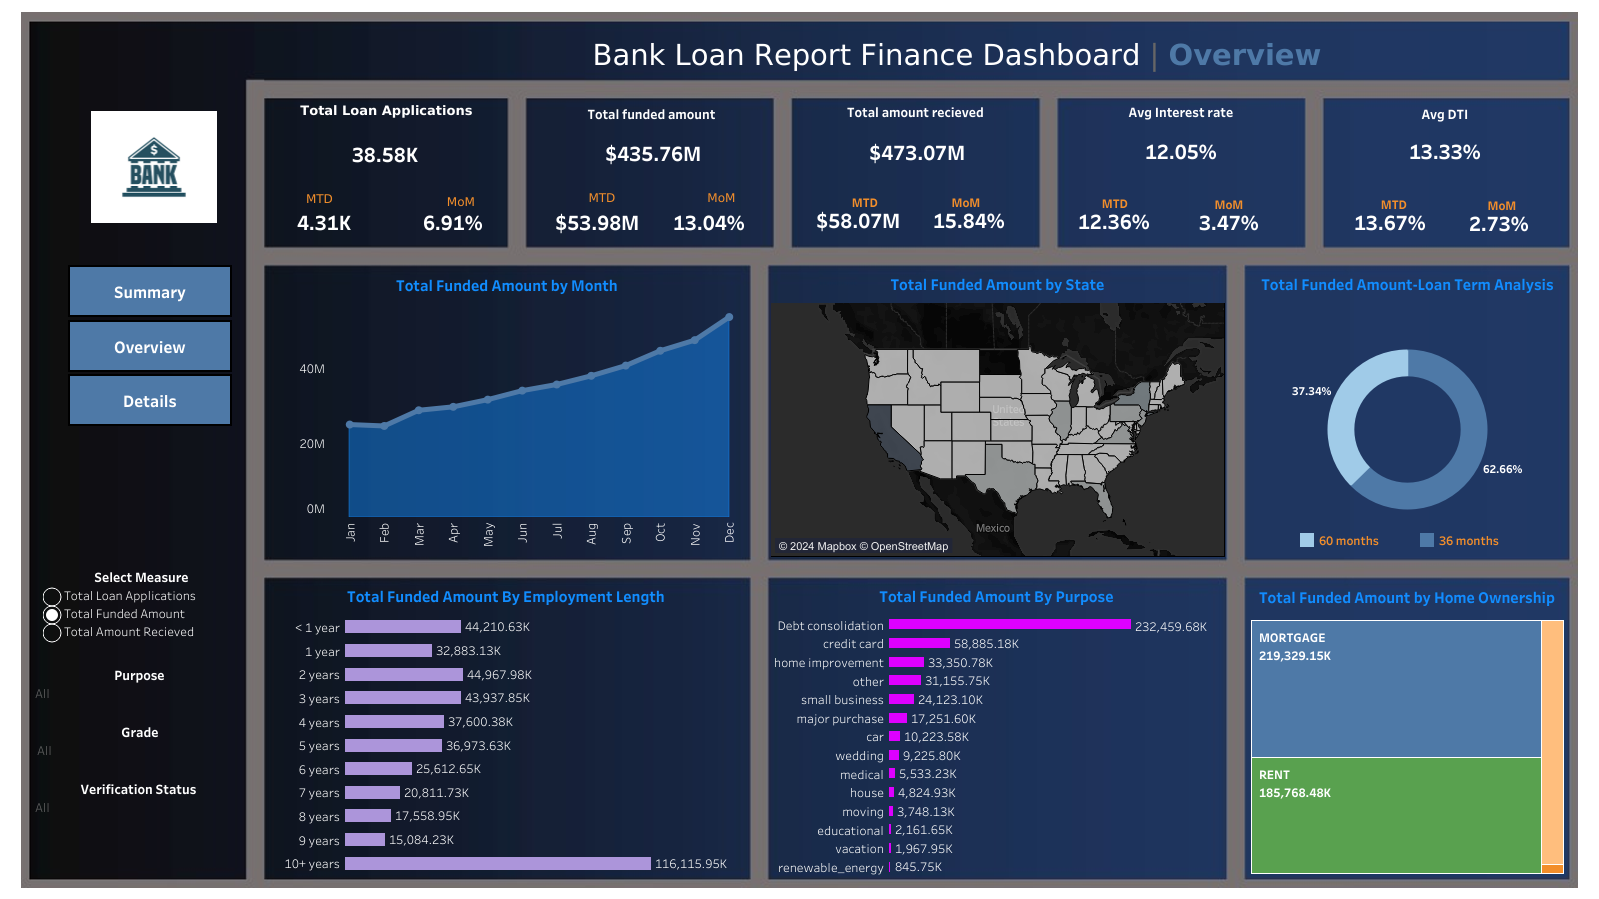 Bank Loan Report Finance Dashboard | Overview
$
BANK
Summary
Overview
Details
Select Measure
Total Loan Applications
Total Funded Amount
Total Amount Recieved
Purpose
All
Grade
All
Verification Status
All
Total Loan Applications
38.58K
MTD MoM
4.31K 6.91%
Total funded amount
$435.76M
MTD MoM
$53.98M 13.04%
Total amount recieved
$473.07M
MTD MoM
$58.07M 15.84%
Avg Interest rate
12.05%
MTD MoM
12.36% 3.47%
Avg DTI
13.33%
MTD MoM
13.67% 2.73%
Total Funded Amount by Month
40M
20M
0M
Jan Feb Mar Apr May Jun Jul Aug Sep Oct Nov Dec
Total Funded Amount by State
United
States
Mexico
© 2024 Mapbox © OpenStreetMap
Total Funded Amount-Loan Term Analysis
37.34%
62.66%
60 months 36 months
Total Funded Amount By Employment Length
< 1 year 44,210.63K
1 year 32,883.13K
2 years 44,967.98K
3 years 43,937.85K
4 years 37,600.38K
5 years 36,973.63K
6 years 25,612.65K
7 years 20,811.73K
8 years 17,558.95K
9 years 15,084.23K
10+ years 116,115.95K
Total Funded Amount By Purpose
Debt consolidation 232,459.68K
credit card 58,885.18K
home improvement 33,350.78K
other 31,155.75K
small business 24,123.10K
major purchase 17,251.60K
car 10,223.58K
wedding 9,225.80K
medical 5,533.23K
house 4,824.93K
moving 3,748.13K
educational 2,161.65K
vacation 1,967.95K
renewable_energy 845.75K
Total Funded Amount by Home Ownership
MORTGAGE
219,329.15K
RENT
185,768.48K